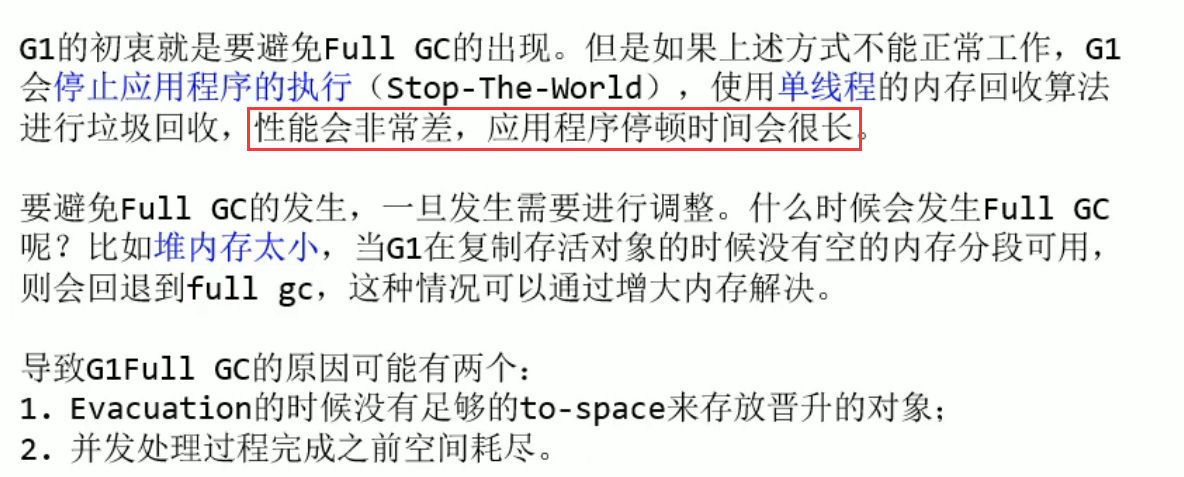 G1的初衷就是要避免Full GC的出现。但是如果上述方式不能正常工作，G1
会停止应用程序的执行（Stop-The-World），使用单线程的内存回收算法
进行垃圾回收，性能会非常差，应用程序停顿时间会很长。
要避免Full GC的发生，一旦发生需要进行调整。什么时候会发生Full GC
呢？比如堆内存太小，当G1在复制存活对象的时候没有空的内存分段可用，
则会回退到full gc，这种情况可以通过增大内存解决。
导致G1Full GC的原因可能有两个：
1. Evacuation的时候没有足够的to-space来存放晋升的对象；
2. 并发处理过程完成之前空间耗尽。